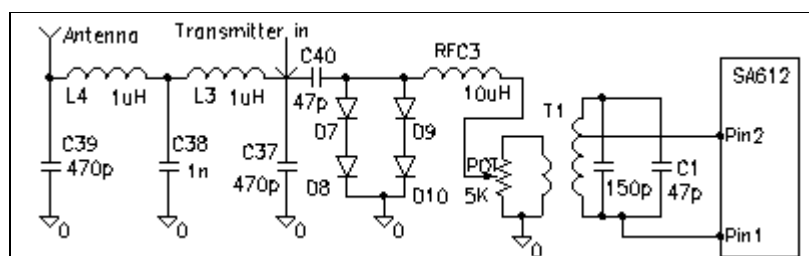 Antenna
Transmitter in
C40
RFC3
SA612
L4
1uH
L3
1uH
47p
10uH
T1
D7
D9
Pin2
C39
470p
C38
1n
C37
470p
D8
D10
POT
5K
150p
C1
47p
Pin1
0
0
0
0
0